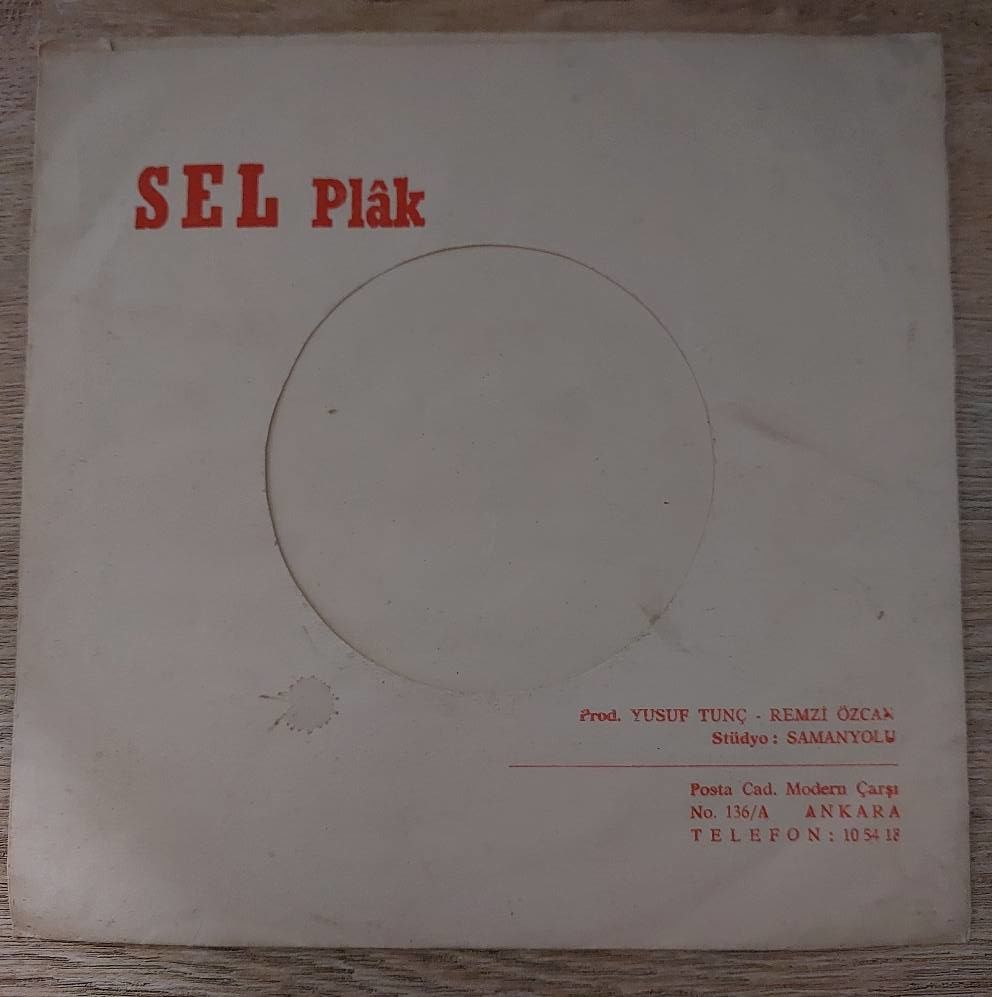 SEL Plâk
Prod. YUSUF TUNÇ - REMZİ ÖZCAN
Stüdyo : SAMANYOLU
Posta Cad. Modern Çarşı
No. 136/A ANKARA
TELEFON : 10 54 18